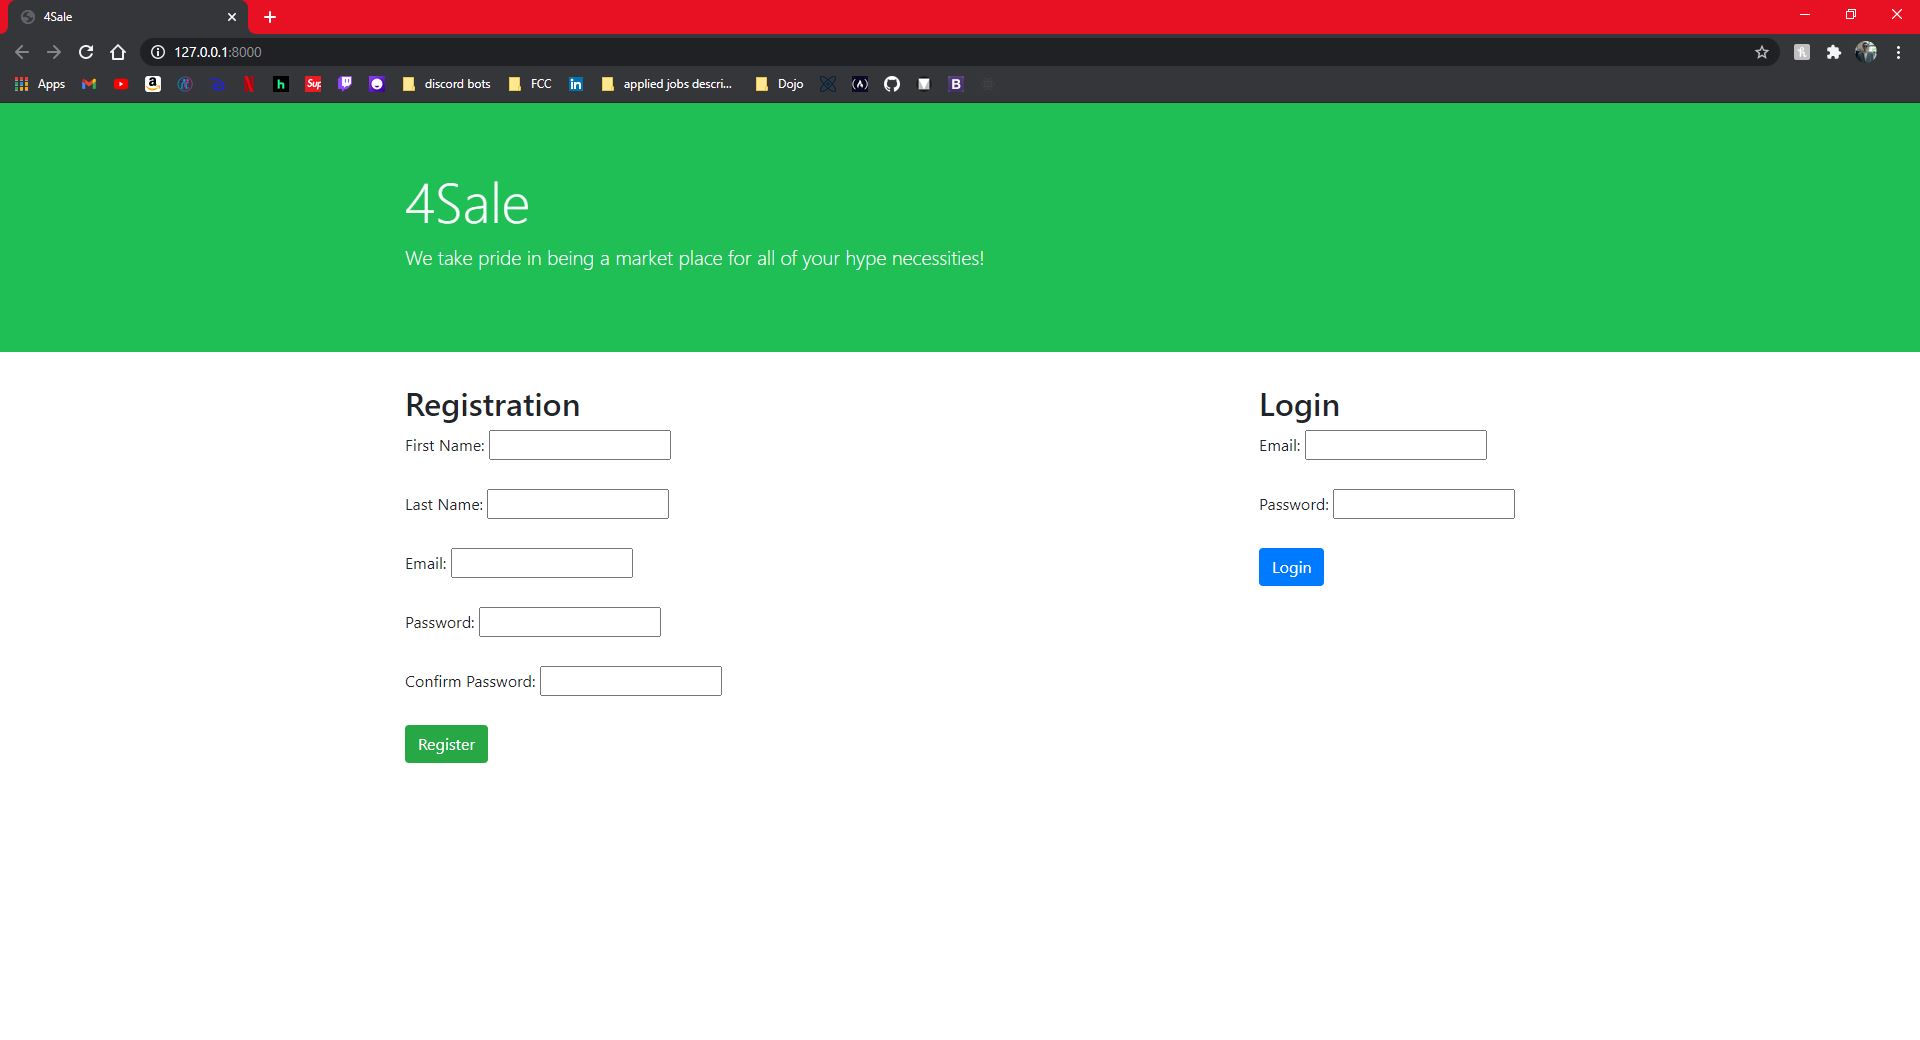 4Sale
127.0.0.1:8000
Apps
a
h
Sup
discord bots
FCC
in
applied jobs descri...
Dojo
B
4Sale
We take pride in being a market place for all of your hype necessities!
Registration
First Name:
Last Name:
Email:
Password:
Confirm Password:
Register
Login
Email:
Password:
Login